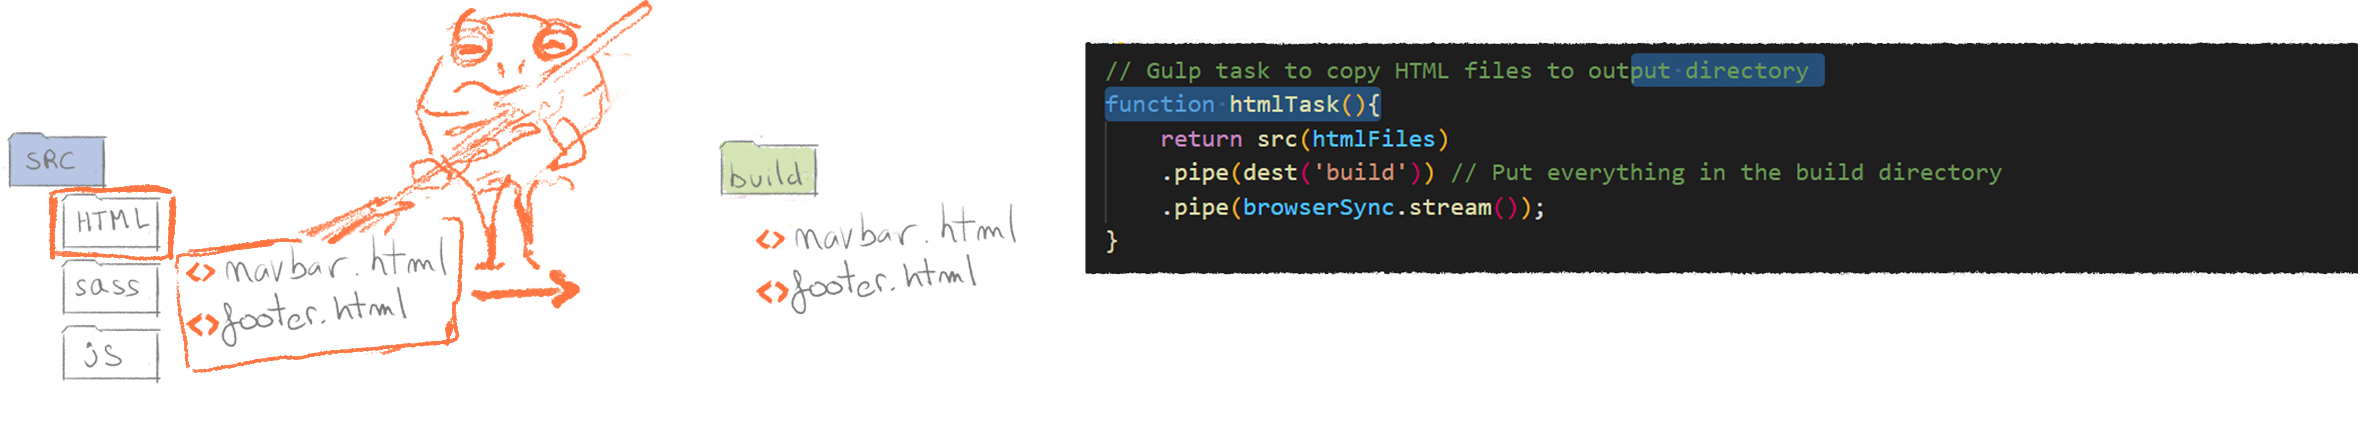 SRC
HTML
sass
js
<> navbar.html
<> footer.html
build
<> navbar.html
<> footer.html
// Gulp task to copy HTML files to output directory
function htmlTask(){
return src(htmlFiles)
.pipe(dest('build')) // Put everything in the build directory
.pipe(browserSync.stream());
}